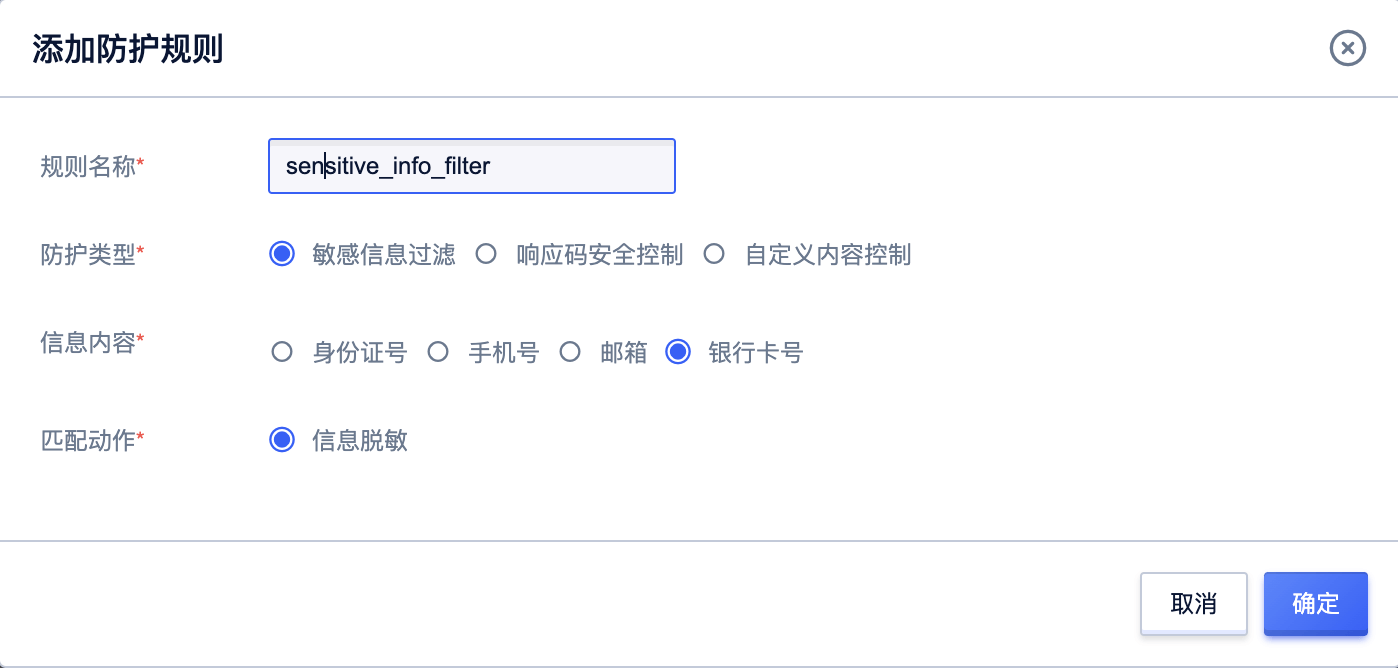 添加防护规则
规则名称* sensitive_info_filter
防护类型* 敏感信息过滤 响应码安全控制 自定义内容控制
信息内容* 身份证号 手机号 邮箱 银行卡号
匹配动作* 信息脱敏
取消 确定